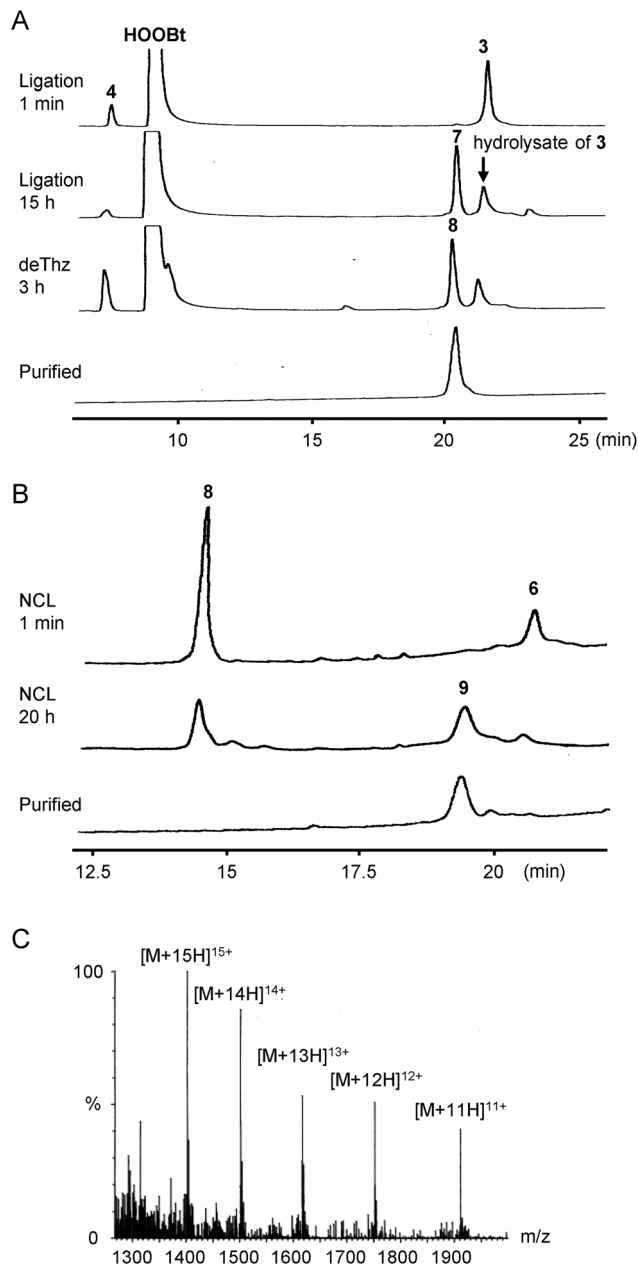 A
HOOBt
Ligation
1 min
4
3
Ligation
15 h
7
hydrolysate of 3
deThz
3 h
8
Purified
10 15 20 25 (min)
B
8
NCL
1 min
6
NCL
20 h
9
Purified
12.5 15 17.5 20 (min)
C
[M+15H]15+
100
[M+14H]14+
[M+13H]13+
[M+12H]12+
%
[M+11H]11+
0
m/z
1300 1400 1500 1600 1700 1800 1900